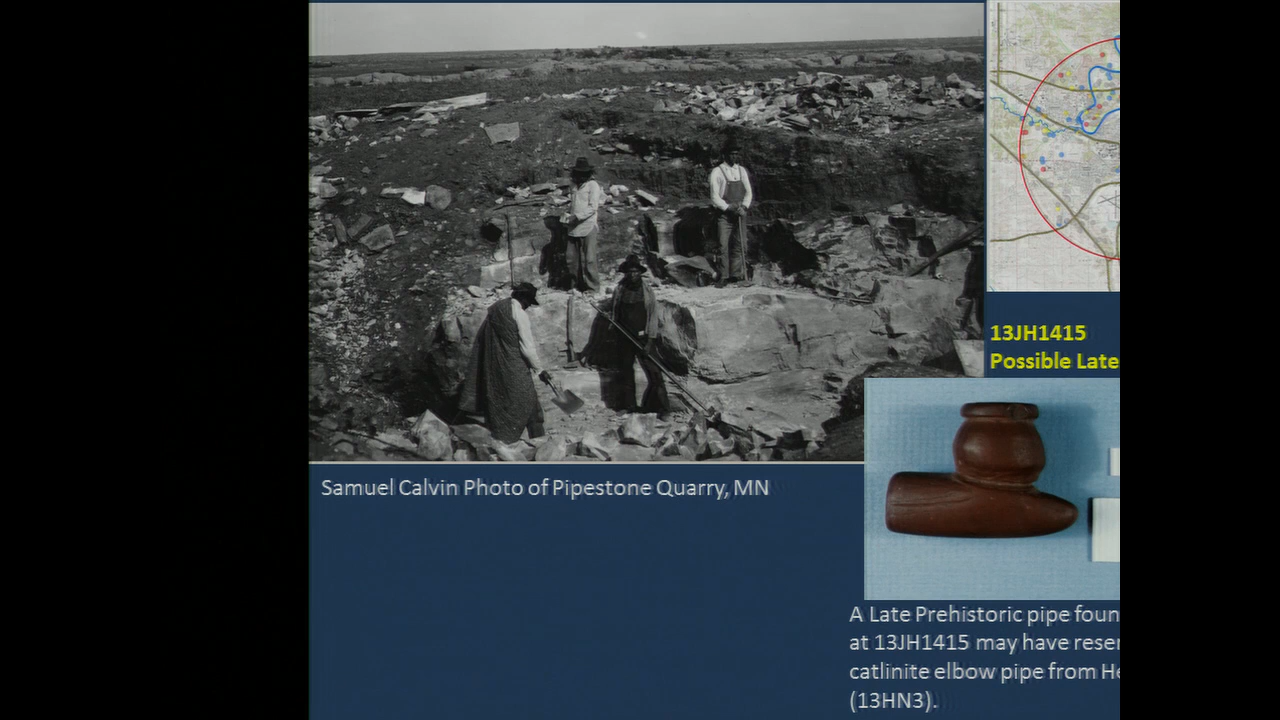 13JH1415
Possible Late
Samuel Calvin Photo of Pipestone Quarry, MN
A Late Prehistoric pipe foun
at 13JH1415 may have reser
catlinite elbow pipe from He
(13HN3).